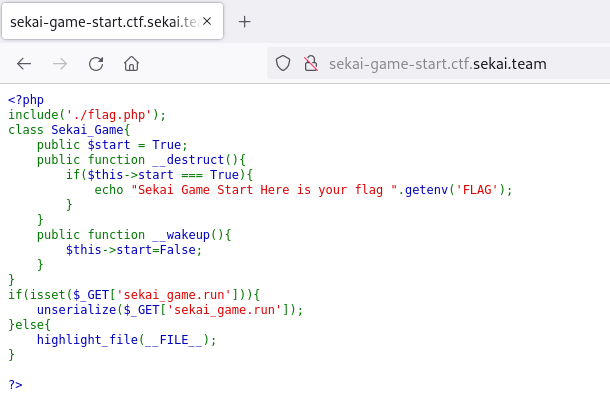 sekai-game-start.ctf.sekai.te
sekai-game-start.ctf.sekai.team
<?php
include('./flag.php');
class Sekai_Game{
    public $start = True;
    public function __destruct(){
        if($this->start === True){
            echo "Sekai Game Start Here is your flag ".getenv('FLAG');
        }
    }
    public function __wakeup(){
        $this->start=False;
    }
}
if(isset($_GET['sekai_game.run'])){
    unserialize($_GET['sekai_game.run']);
}else{
    highlight_file(__FILE__);
}

?>